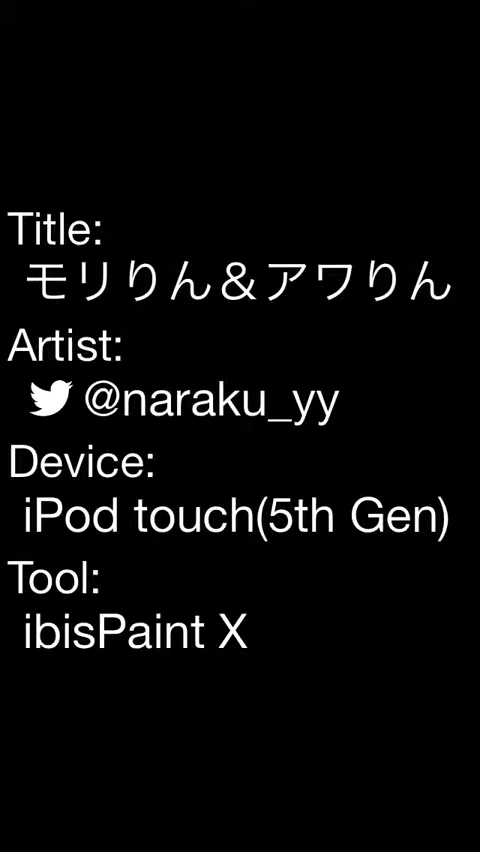 Title:
モリりん&アワりん
Artist:
@naraku_yy
Device:
iPod touch(5th Gen)
Tool:
ibisPaint X